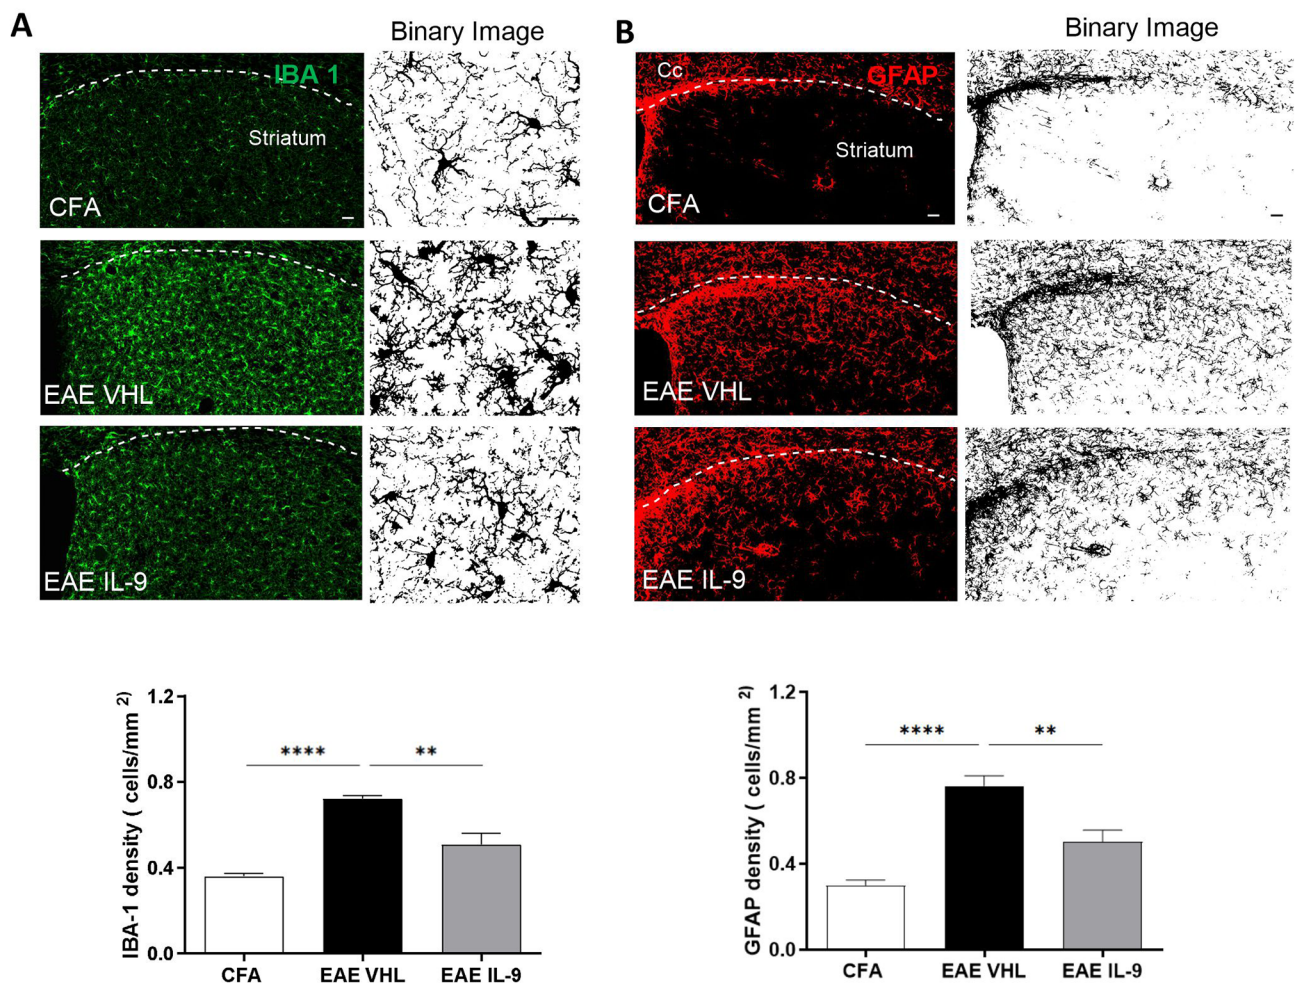 A
Binary Image
IBA 1
Striatum
CFA
EAE VHL
EAE IL-9
B
Binary Image
Cc
GFAP
Striatum
CFA
EAE VHL
EAE IL-9
IBA-1 density ( cells/mm 2)
1.2
0.8
0.4
0.0
****
**
CFA
EAE VHL
EAE IL-9
GFAP density ( cells/mm 2)
1.2
0.8
0.4
0.0
****
**
CFA
EAE VHL
EAE IL-9